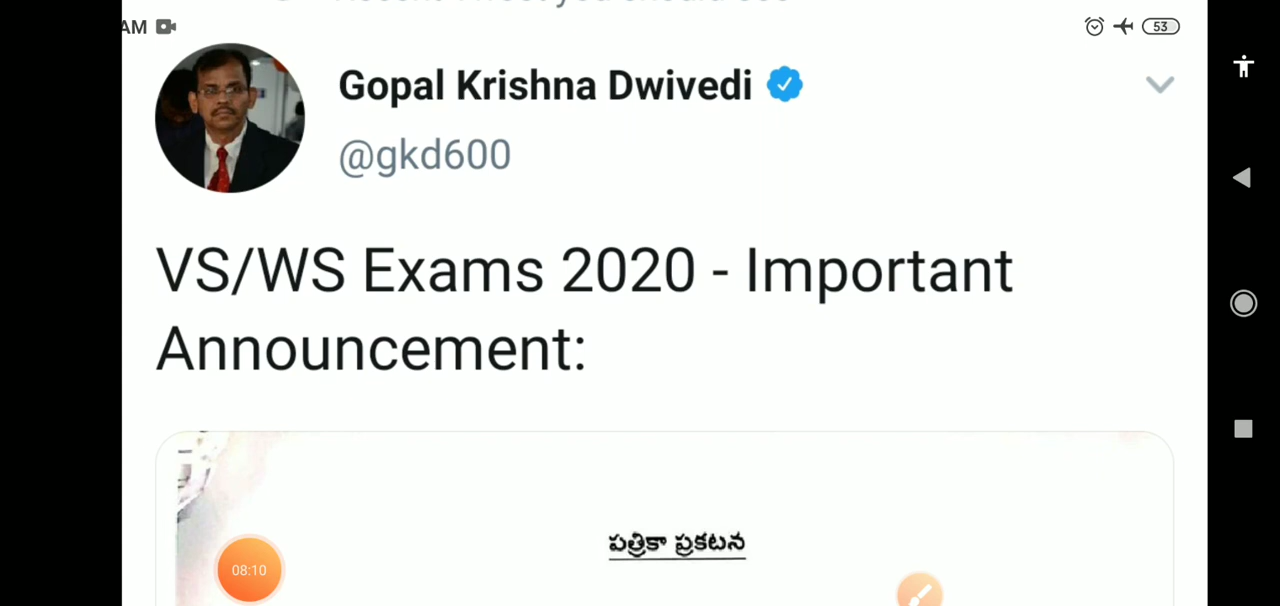 AM
53
Gopal Krishna Dwivedi
@gkd600
VS/WS Exams 2020 - Important
Announcement:
పత్రికా ప్రకటన
08:10